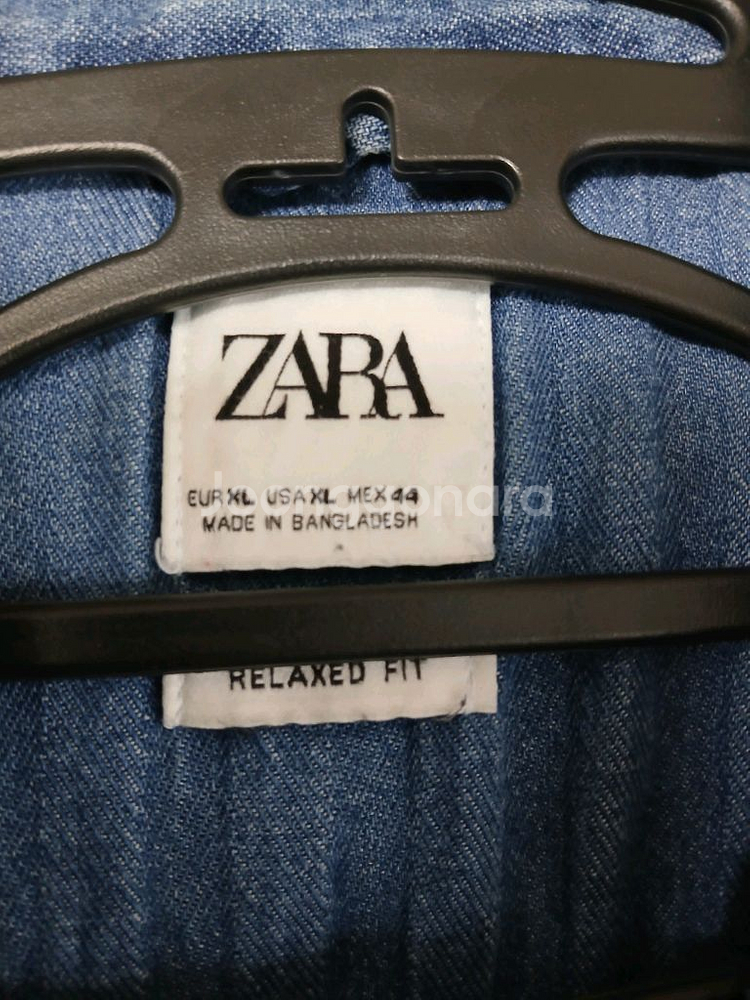 ZARA
EUR XL USA XL MEX 44
MADE IN BANGLADESH
RELAXED FIT